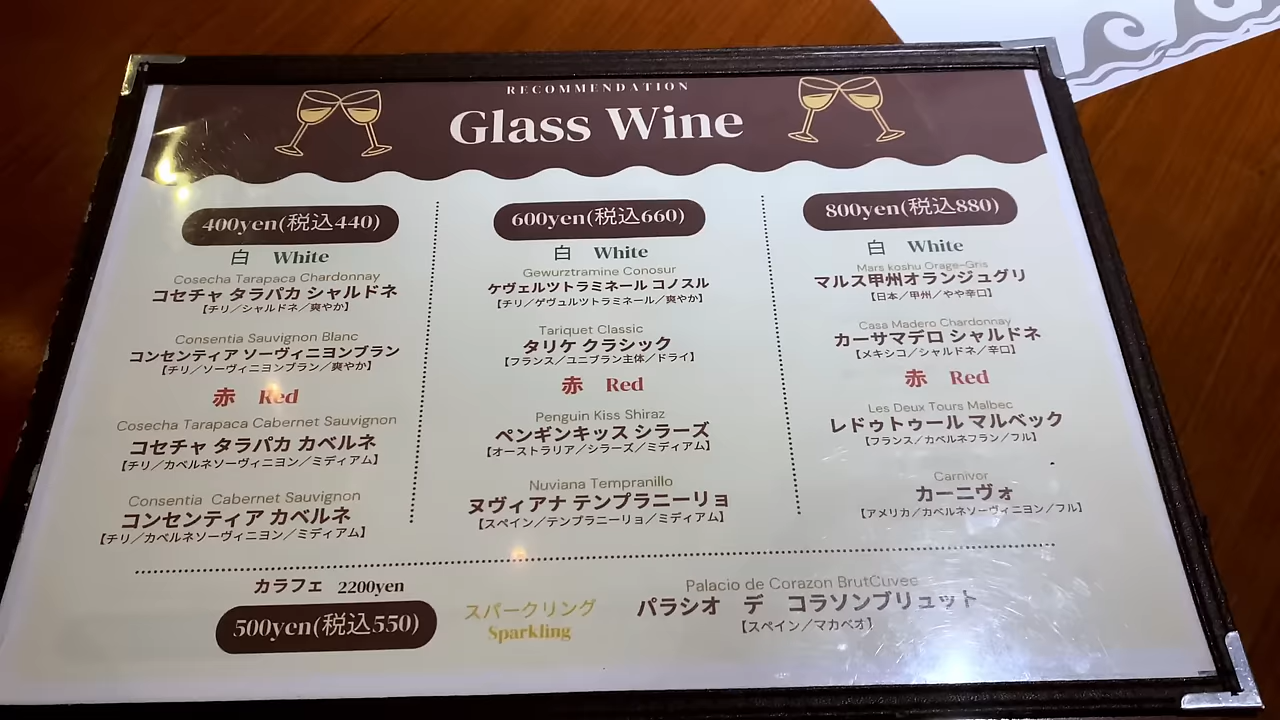 RECOMMENDATION
Glass Wine
400yen(税込440)
白 White
Cosecha Tarapaca Chardonnay
コセチャ タラパカ シャルドネ
【チリ／シャルドネ／爽やか】
Consentia Sauvignon Blanc
コンセンティア ソーヴィニヨンブラン
【チリ／ソーヴィニヨンブラン／爽やか】
赤 Red
Cosecha Tarapaca Cabernet Sauvignon
コセチャ タラパカ カベルネ
【チリ／カベルネソーヴィニヨン／ミディアム】
Consentia Cabernet Sauvignon
コンセンティア カベルネ
【チリ／カベルネソーヴィニヨン／ミディアム】
600yen(税込660)
白 White
Gewurztramine Conosur
ケヴェルツトラミネール コノスル
【チリ／ゲヴュルツトラミネール／爽やか】
Tariquet Classic
タリケ クラシック
【フランス／ユニブラン主体／ドライ】
赤 Red
Penguin Kiss Shiraz
ペンギンキッス シラーズ
【オーストラリア／シラーズ／ミディアム】
Nuviana Tempranillo
ヌヴィアナ テンプラニーリョ
【スペイン／テンプラニーリョ／ミディアム】
800yen(税込880)
白 White
Mars koshu Orage-Gris
マルス甲州オランジュグリ
【日本／甲州／やや辛口】
Casa Madero Chardonnay
カーサマデロ シャルドネ
【メキシコ／シャルドネ／辛口】
赤 Red
Les Deux Tours Malbec
レドゥトゥール マルベック
【フランス／カベルネフラン／フル】
Carnivor
カーニヴォ
【アメリカ／カベルネソーヴィニヨン／フル】
カラフェ 2200yen
500yen(税込550)
スパークリング
Sparkling
Palacio de Corazon BrutCuvee
パラシオ デ コラソンブリュット
【スペイン／マカベオ】